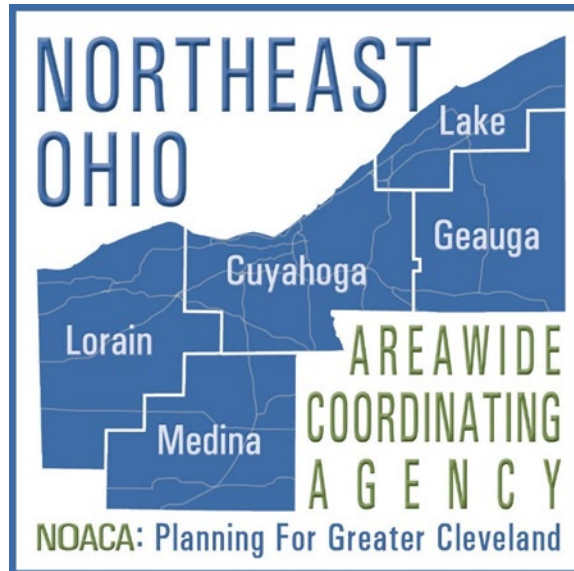 NORTHEAST
OHIO
Lake
Geauga
Cuyahoga
Lorain
Medina
AREAWIDE
COORDINATING
AGENCY
NOACA: Planning For Greater Cleveland